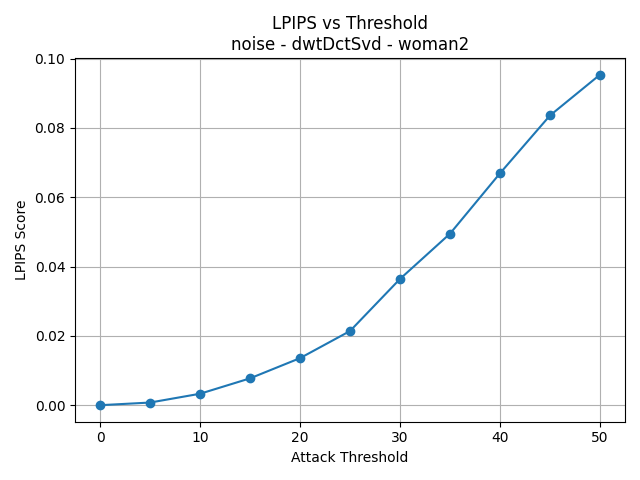 LPIPS vs Threshold
noise - dwtDctSvd - woman2
0.10
0.08
0.06
0.04
0.02
0.00
LPIPS Score
0 10 20 30 40 50
Attack Threshold